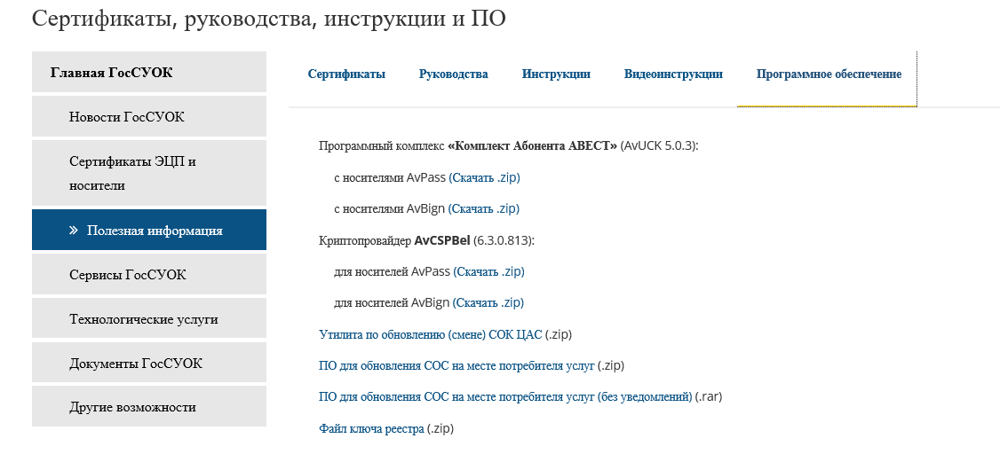 Сертификаты, руководства, инструкции и ПО
Главная ГосСУОК
Новости ГосСУОК
Сертификаты ЭЦП и
носители
» Полезная информация
Сервисы ГосСУОК
Технологические услуги
Документы ГосСУОК
Другие возможности
Сертификаты Руководства Инструкции Видеоинструкции Программное обеспечение
Программный комплекс «Комплект Абонента АВЕСТ» (AvUCK 5.0.3):
с носителями AvPass (Скачать .zip)
с носителями AvBign (Скачать .zip)
Криптопровайдер AvCSPBel (6.3.0.813):
для носителей AvPass (Скачать .zip)
для носителей AvBign (Скачать .zip)
Утилита по обновлению (смене) СОК ЦАС (.zip)
ПО для обновления СОС на месте потребителя услуг (.zip)
ПО для обновления СОС на месте потребителя услуг (без уведомлений) (.rar)
Файл ключа реестра (.zip)